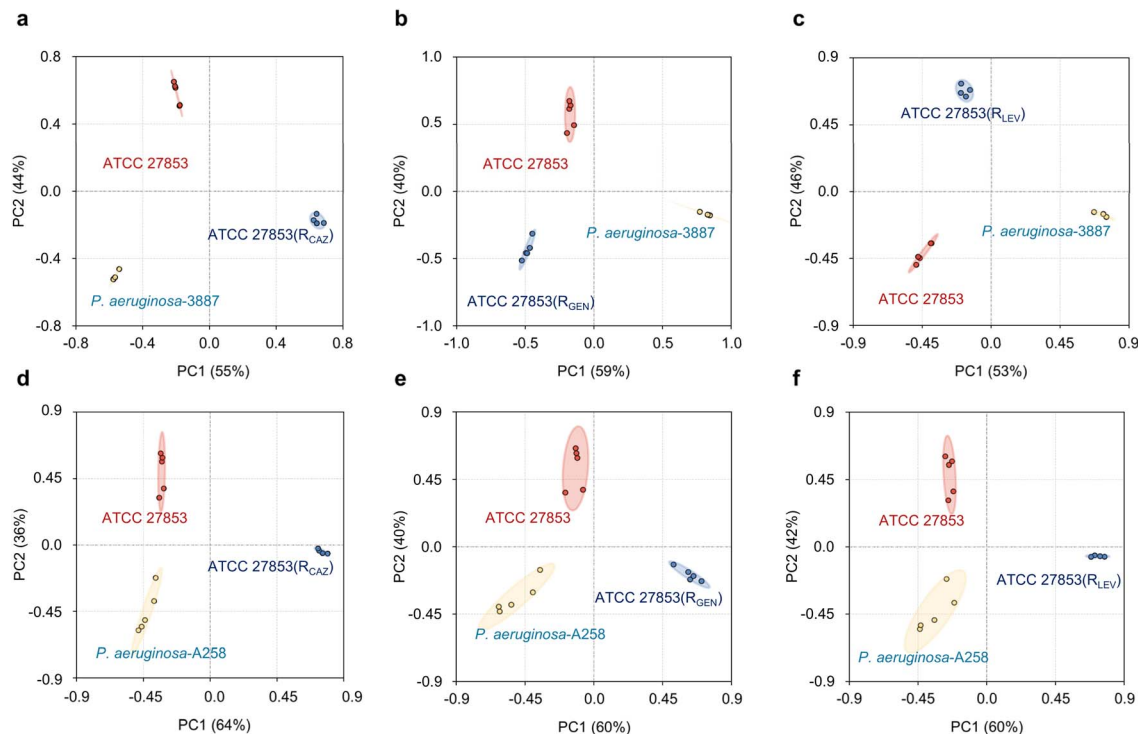 a
0.8
0.4
0.0
-0.4
-0.8
PC2 (44%)
ATCC 27853
ATCC 27853(R_CAZ)
P. aeruginosa-3887
-0.8 -0.4 0.0 0.4 0.8
PC1 (55%)
b
1.0
0.5
0.0
-0.5
-1.0
PC2 (40%)
ATCC 27853
P. aeruginosa-3887
ATCC 27853(R_GEN)
-1.0 -0.5 0.0 0.5 1.0
PC1 (59%)
c
0.9
0.45
0.0
-0.45
-0.9
PC2 (46%)
ATCC 27853(R_LEV)
P. aeruginosa-3887
ATCC 27853
-0.9 -0.45 0.0 0.45 0.9
PC1 (53%)
d
0.9
0.45
0.0
-0.45
-0.9
PC2 (36%)
ATCC 27853
ATCC 27853(R_CAZ)
P. aeruginosa-A258
-0.9 -0.45 0.0 0.45 0.9
PC1 (64%)
e
0.9
0.45
0.0
-0.45
-0.9
PC2 (40%)
ATCC 27853
ATCC 27853(R_GEN)
P. aeruginosa-A258
-0.9 -0.45 0.0 0.45 0.9
PC1 (60%)
f
0.9
0.45
0.0
-0.45
-0.9
PC2 (42%)
ATCC 27853
ATCC 27853(R_LEV)
P. aeruginosa-A258
-0.9 -0.45 0.0 0.45 0.9
PC1 (60%)